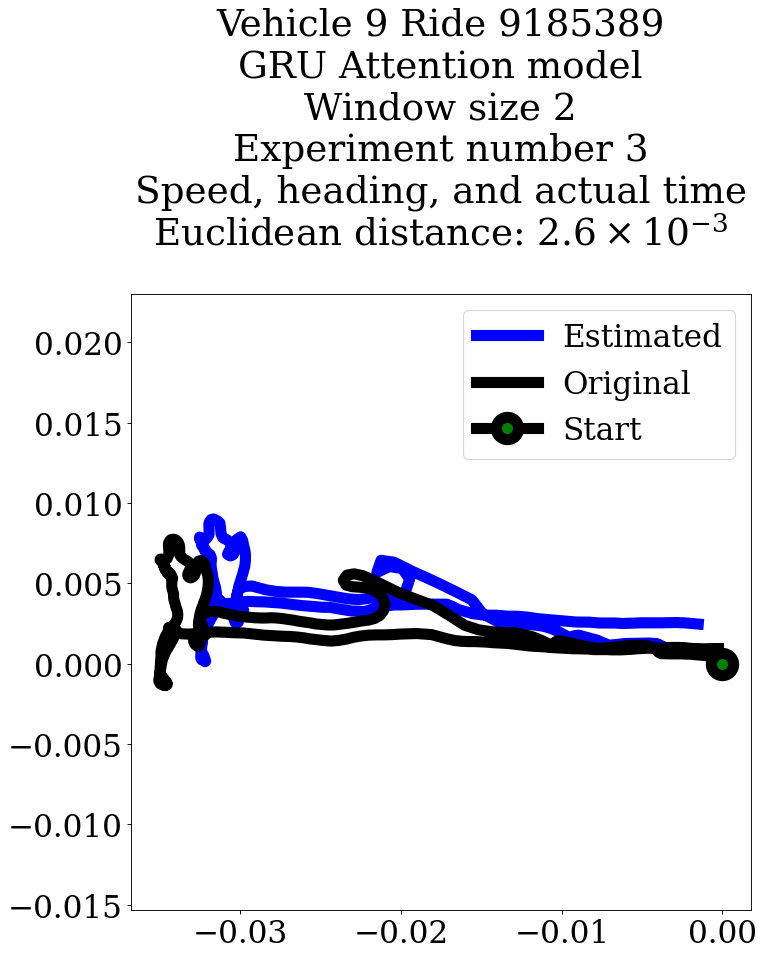 Vehicle 9 Ride 9185389
GRU Attention model
Window size 2
Experiment number 3
Speed, heading, and actual time
Euclidean distance: 2.6 × 10⁻³
Estimated
Original
Start
0.020
0.015
0.010
0.005
0.000
−0.005
−0.010
−0.015
−0.03
−0.02
−0.01
0.00